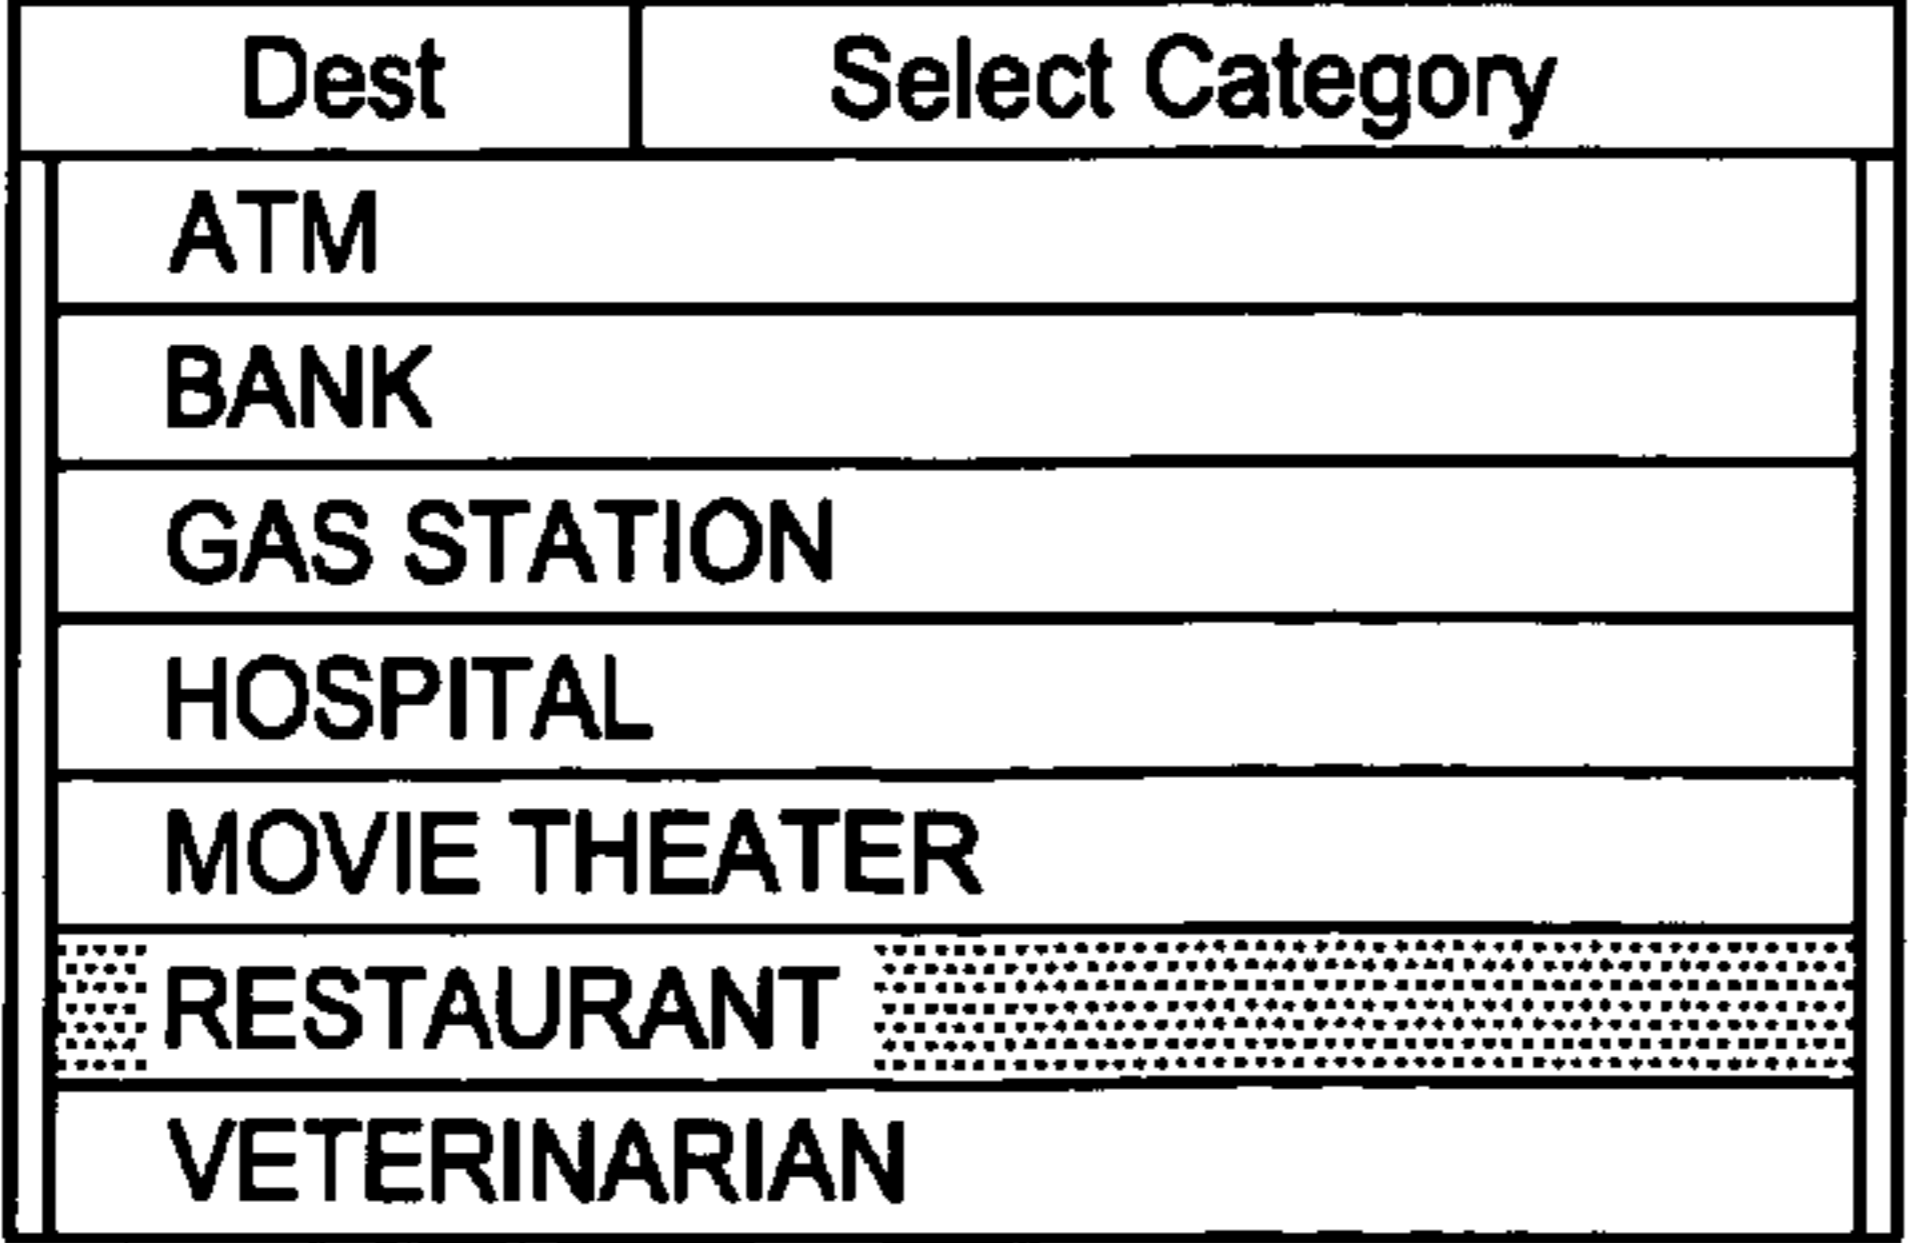 Dest Select Category
ATM
BANK
GAS STATION
HOSPITAL
MOVIE THEATER
RESTAURANT
VETERINARIAN